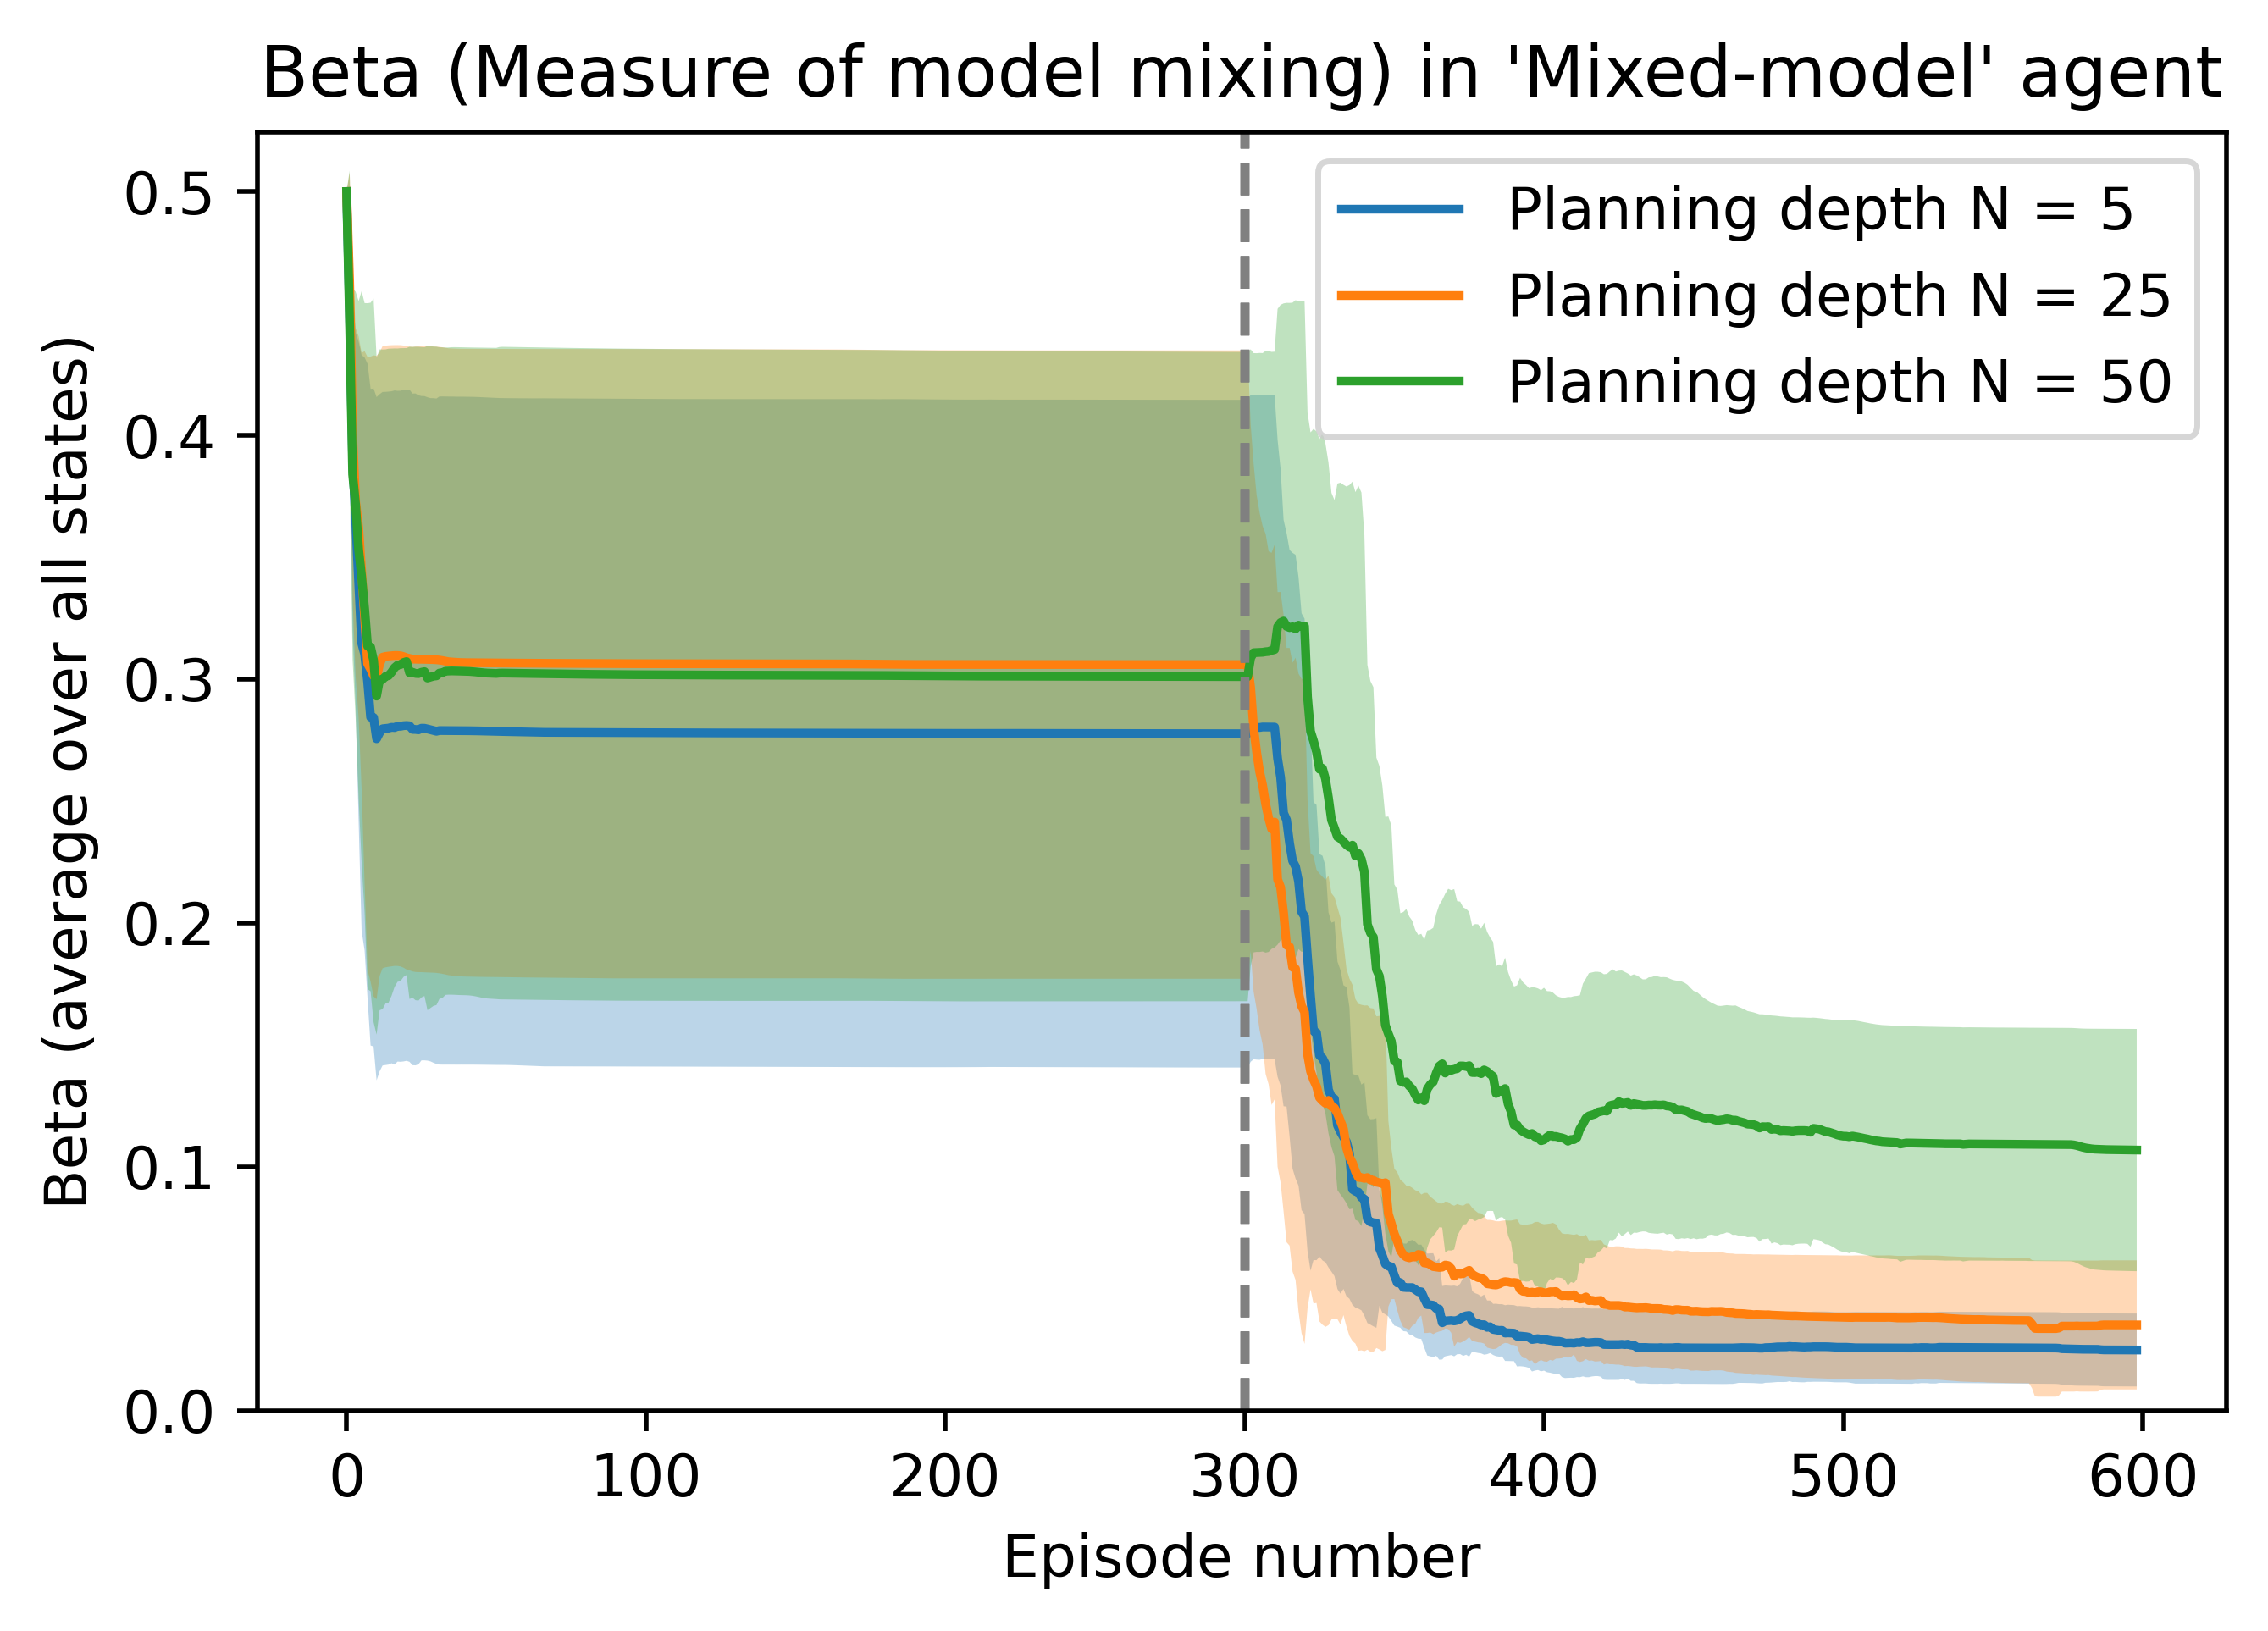 Beta (Measure of model mixing) in 'Mixed-model' agent
Planning depth N = 5
Planning depth N = 25
Planning depth N = 50
Beta (average over all states)
0.5
0.4
0.3
0.2
0.1
0.0
0 100 200 300 400 500 600
Episode number